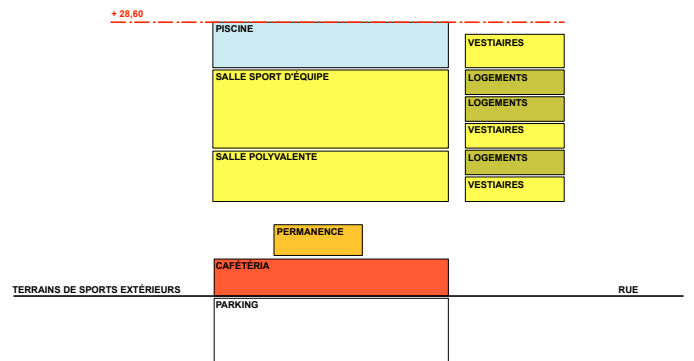 + 28,60
PISCINE
VESTIAIRES
SALLE SPORT D'ÉQUIPE
LOGEMENTS
LOGEMENTS
VESTIAIRES
SALLE POLYVALENTE
LOGEMENTS
VESTIAIRES
PERMANENCE
CAFÉTÉRIA
TERRAINS DE SPORTS EXTÉRIEURS
RUE
PARKING